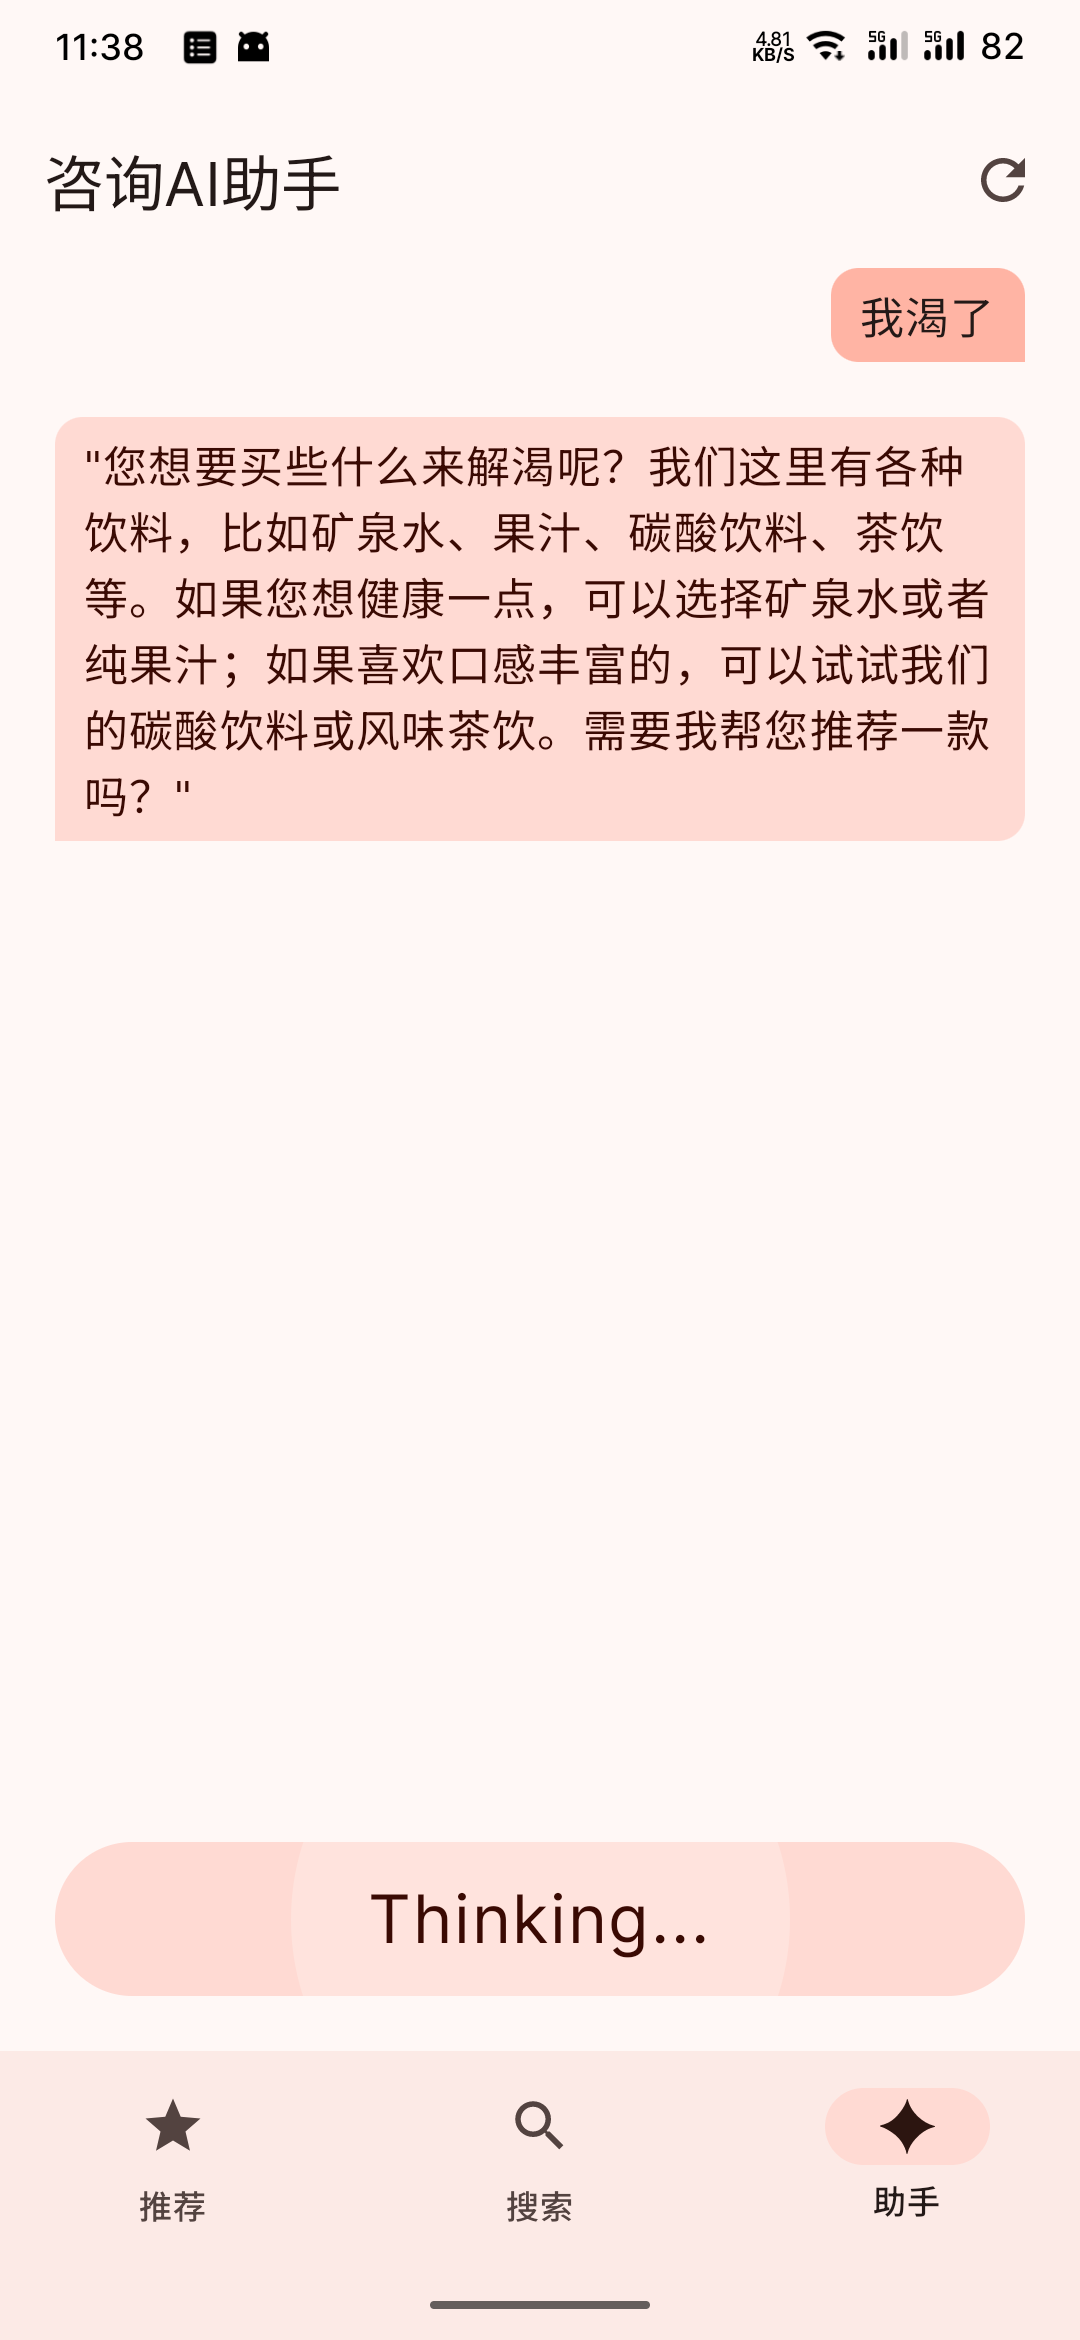 11:38
4.81
KB/S
5G
5G
82
咨询AI助手
我渴了
"您想要买些什么来解渴呢？我们这里有各种
饮料，比如矿泉水、果汁、碳酸饮料、茶饮
等。如果您想健康一点，可以选择矿泉水或者
纯果汁；如果喜欢口感丰富的，可以试试我们
的碳酸饮料或风味茶饮。需要我帮您推荐一款
吗？"
Thinking...
推荐
搜索
助手